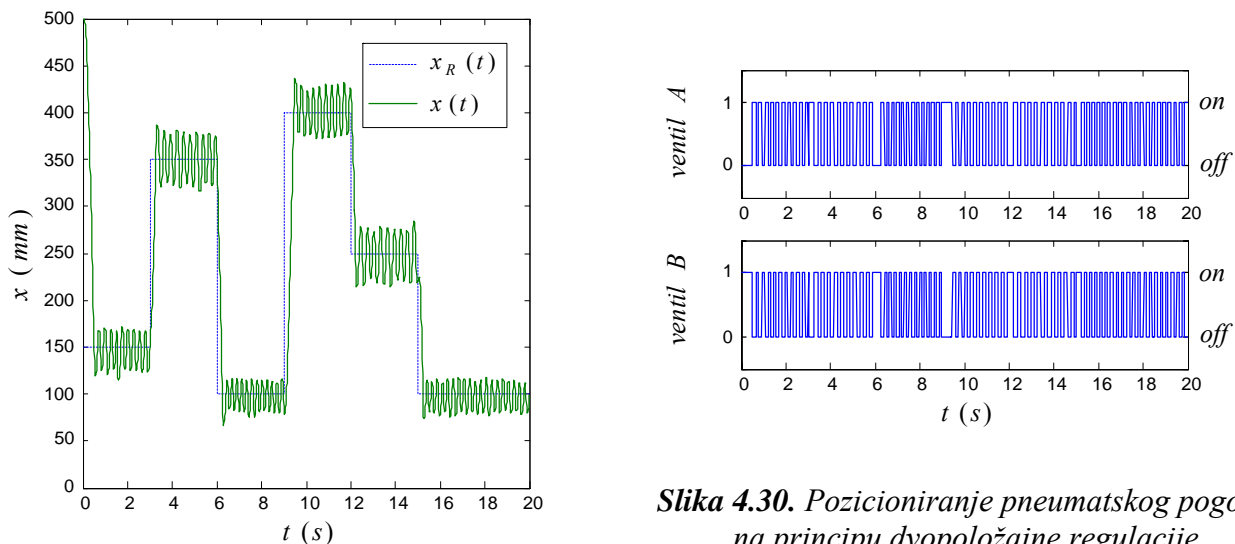 500
450
400
350
300
250
200
150
100
50
0
x ( mm )
0 2 4 6 8 10 12 14 16 18 20
t ( s )
x_R ( t )
x ( t )
ventil A
1
0
on
off
0 2 4 6 8 10 12 14 16 18 20
ventil B
1
0
on
off
0 2 4 6 8 10 12 14 16 18 20
t ( s )
Slika 4.30. Pozicioniranje pneumatskog pogo
na principu dvopoložajne regulacije